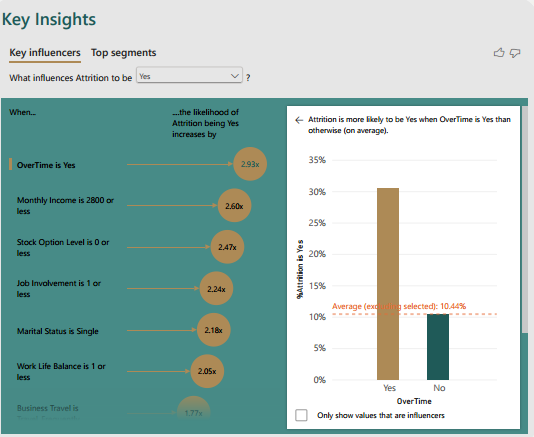 Key Insights
Key influencers Top segments
What influences Attrition to be Yes ?
When...
....the likelihood of
Attrition being Yes
increases by
OverTime is Yes
2.93x
Monthly Income is 2800 or
less
2.60x
Stock Option Level is 0 or
less
2.47x
Job Involvement is 1 or
less
2.24x
Marital Status is Single
2.18x
Work Life Balance is 1 or
less
2.05x
Business Travel is
1.77x
Attrition is more likely to be Yes when OverTime is Yes than
otherwise (on average).
35%
30%
25%
20%
15%
10%
5%
0%
%Attrition is Yes
Average (excluding selected): 10.44%
Yes No
OverTime
Only show values that are influencers